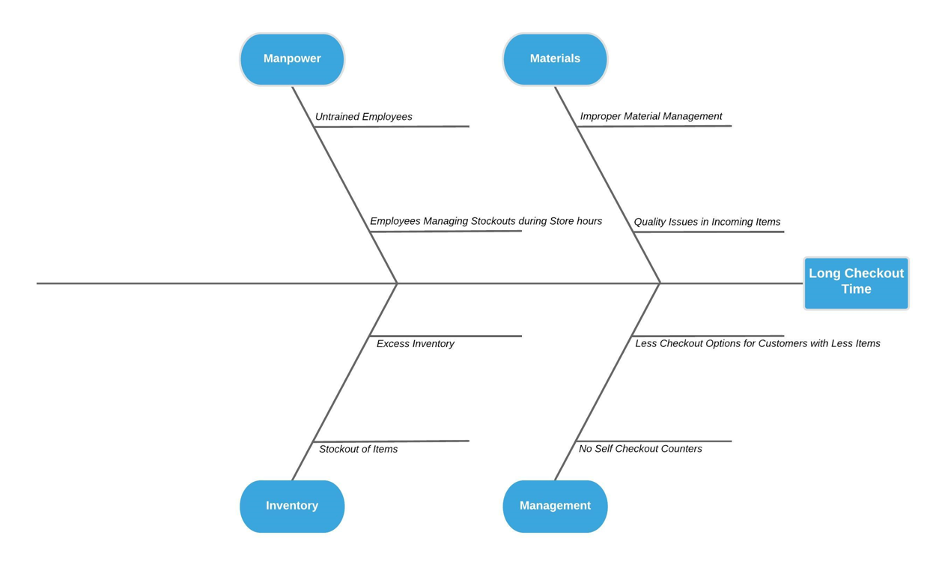 Manpower
Materials
Untrained Employees
Improper Material Management
Employees Managing Stockouts during Store hours
Quality Issues in Incoming Items
Long Checkout
Time
Excess Inventory
Less Checkout Options for Customers with Less Items
Stockout of Items
No Self Checkout Counters
Inventory
Management